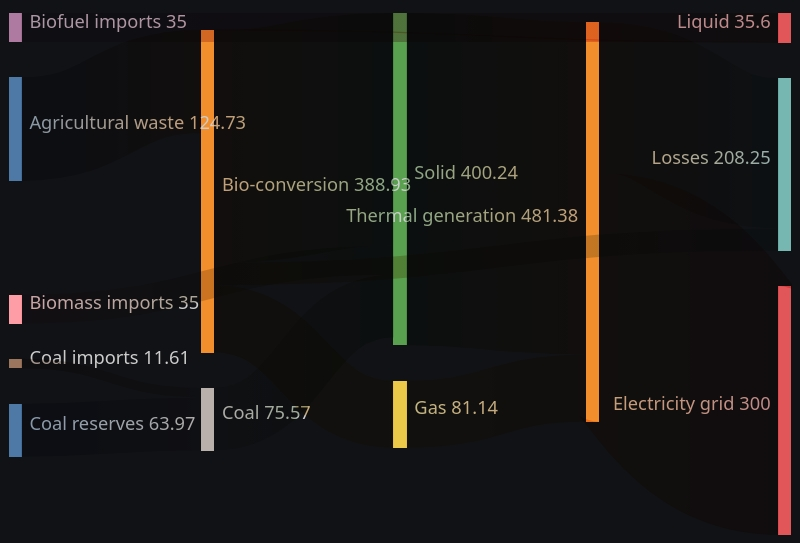 Biofuel imports 35
Liquid 35.6
Agricultural waste 124.73
Losses 208.25
Solid 400.24
Bio-conversion 388.93
Thermal generation 481.38
Biomass imports 35
Coal imports 11.61
Electricity grid 300
Gas 81.14
Coal 75.57
Coal reserves 63.97